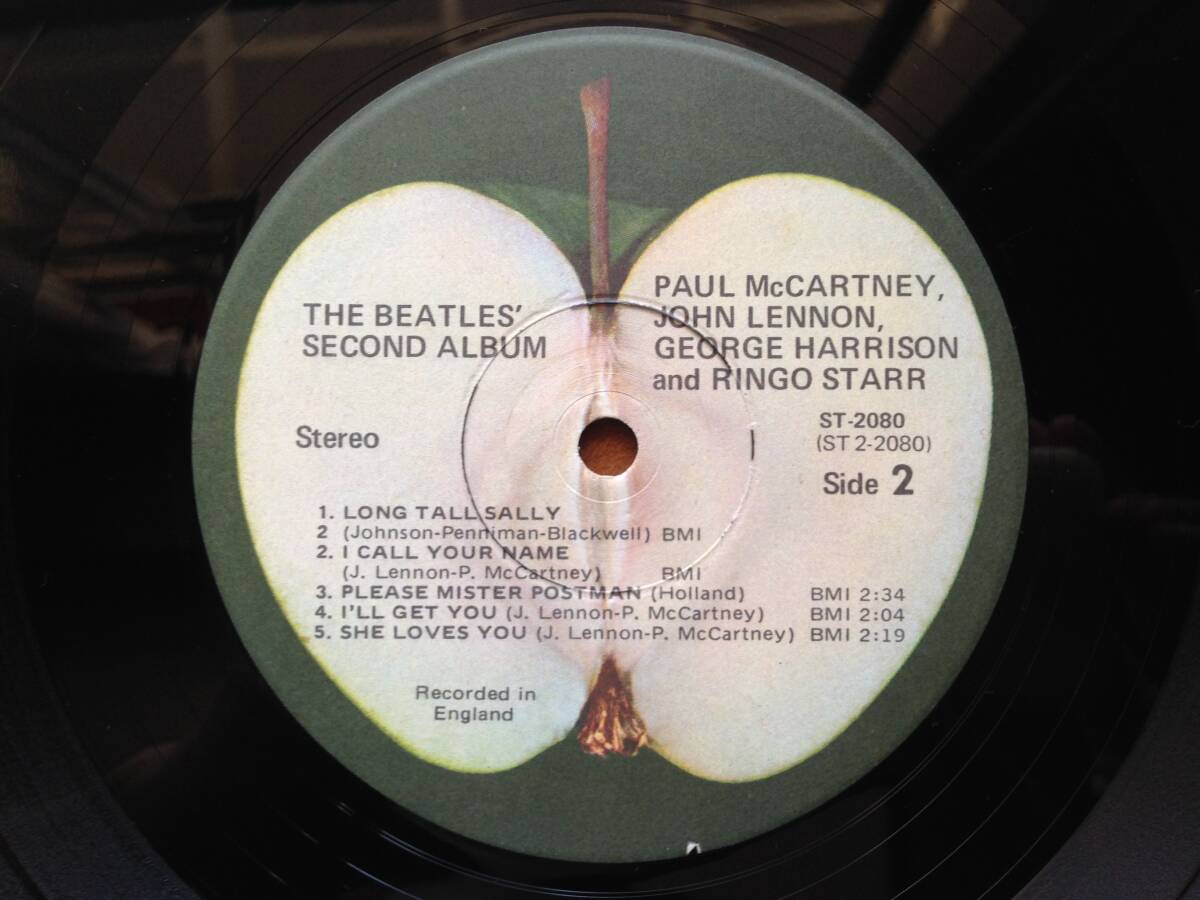 THE BEATLES'
SECOND ALBUM
PAUL McCARTNEY,
JOHN LENNON,
GEORGE HARRISON
and RINGO STARR
Stereo
ST-2080
(ST 2-2080)
Side 2
1. LONG TALL SALLY
2 (Johnson-Penniman-Blackwell) BMI
2. I CALL YOUR NAME
(J. Lennon-P. McCartney) BMI
3. PLEASE MISTER POSTMAN (Holland) BMI 2:34
4. I'LL GET YOU (J. Lennon-P. McCartney) BMI 2:04
5. SHE LOVES YOU (J. Lennon-P. McCartney) BMI 2:19
Recorded in
England